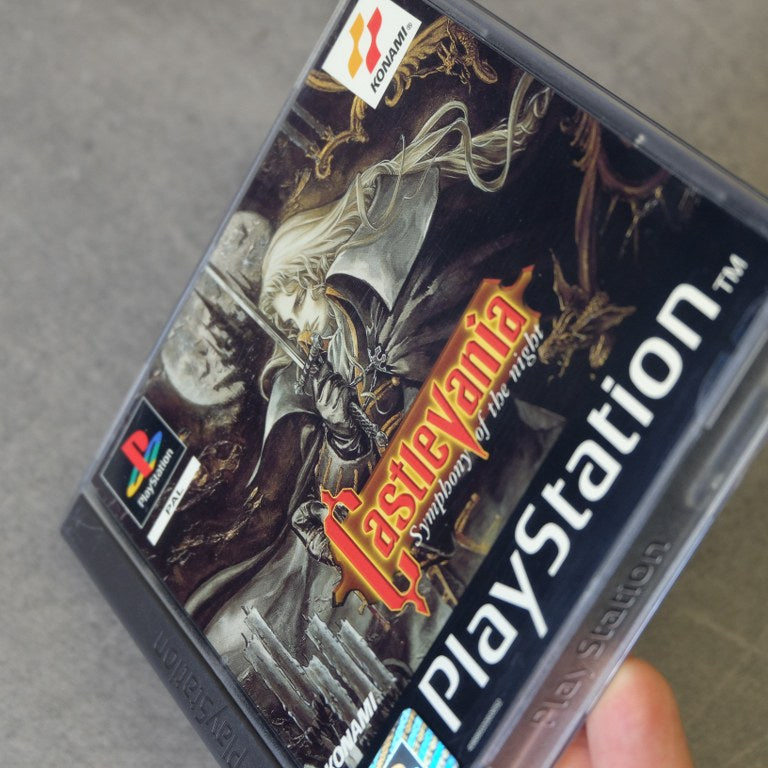 KONAMI®
Castlevania
Symphony of the night
PlayStation
PAL
PlayStation™
KONAMI
PlayStation
PlayStation